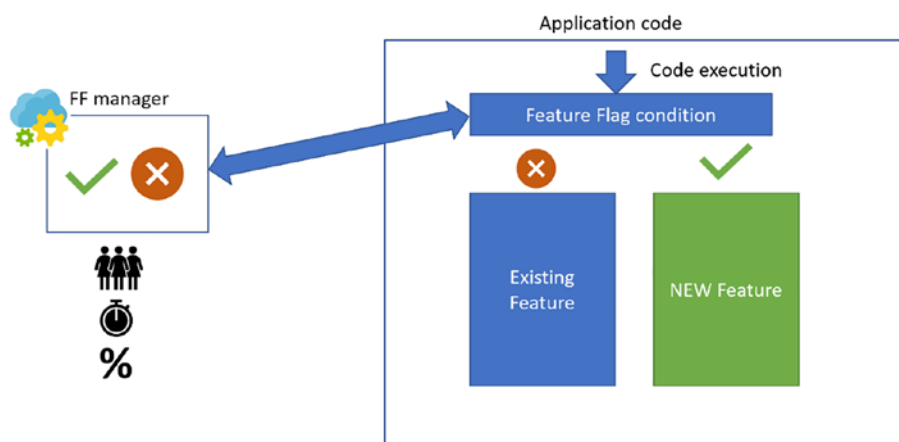 Application code
Code execution
FF manager
Feature Flag condition
Existing
Feature
NEW Feature
%